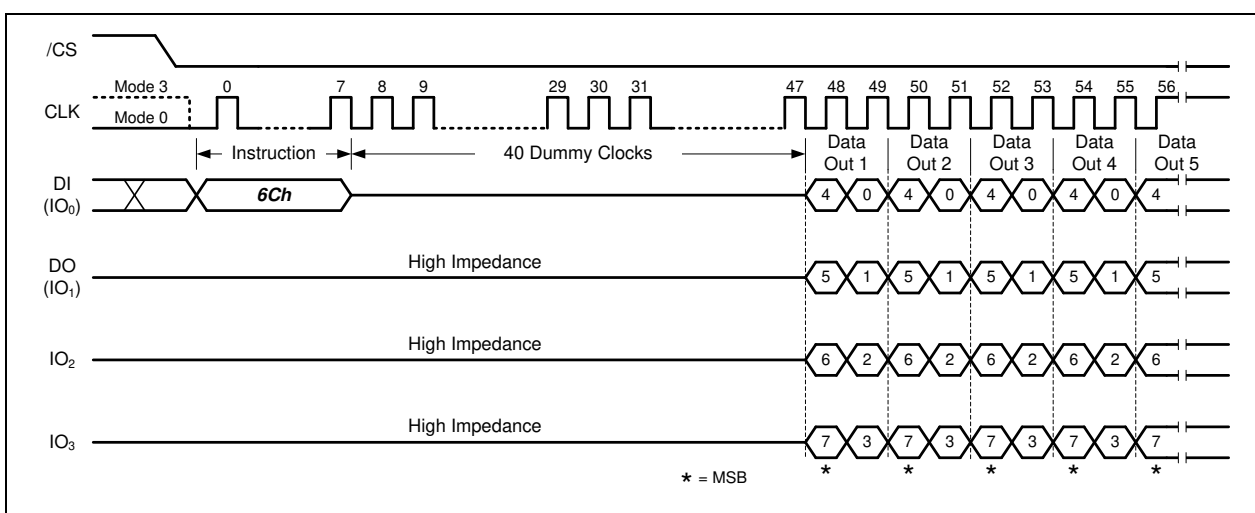 /CS
Mode 3 0 7 8 9 29 30 31 47 48 49 50 51 52 53 54 55 56
CLK
Mode 0
Instruction 40 Dummy Clocks
Data Out 1 Data Out 2 Data Out 3 Data Out 4 Data Out 5
DI (IO0) 6Ch 4 0 4 0 4 0 4 0 4
High Impedance
DO (IO1) 5 1 5 1 5 1 5 1 5
High Impedance
IO2 6 2 6 2 6 2 6 2 6
High Impedance
IO3 7 3 7 3 7 3 7 3 7
* * * * *
* = MSB